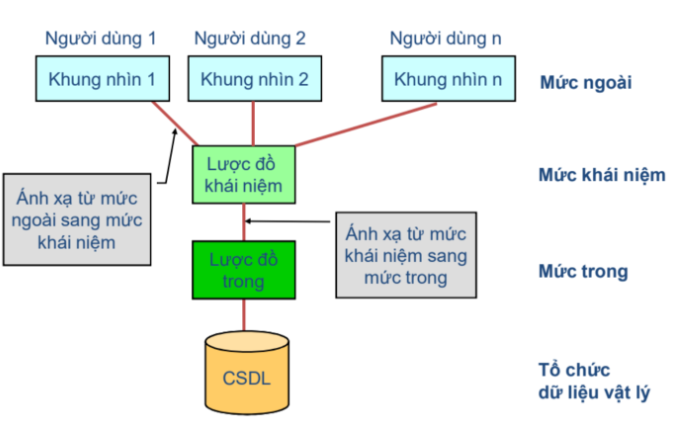 Người dùng 1
Người dùng 2
Người dùng n
Khung nhìn 1
Khung nhìn 2
Khung nhìn n
Mức ngoài
Lược đồ
khái niệm
Mức khái niệm
Ánh xạ từ mức
ngoài sang mức
khái niệm
Ánh xạ từ mức
khái niệm sang
mức trong
Lược đồ
trong
Mức trong
CSDL
Tổ chức
dữ liệu vật lý